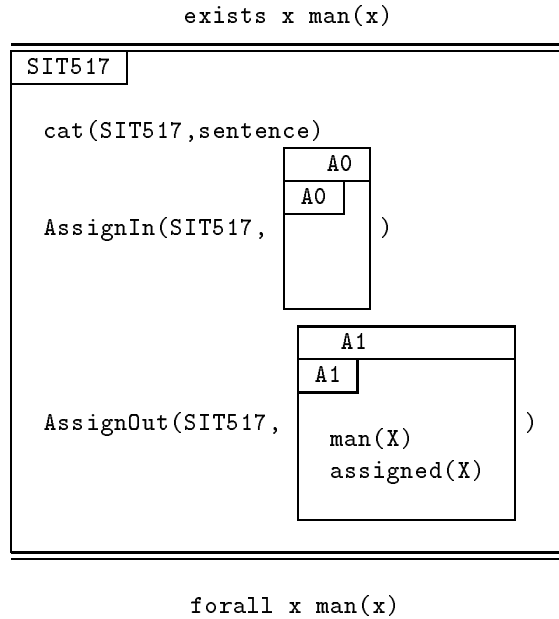 exists x man(x)
SIT517
cat(SIT517,sentence)
A0
A0
AssignIn(SIT517, )
A1
A1
AssignOut(SIT517, )
man(X)
assigned(X)
forall x man(x)